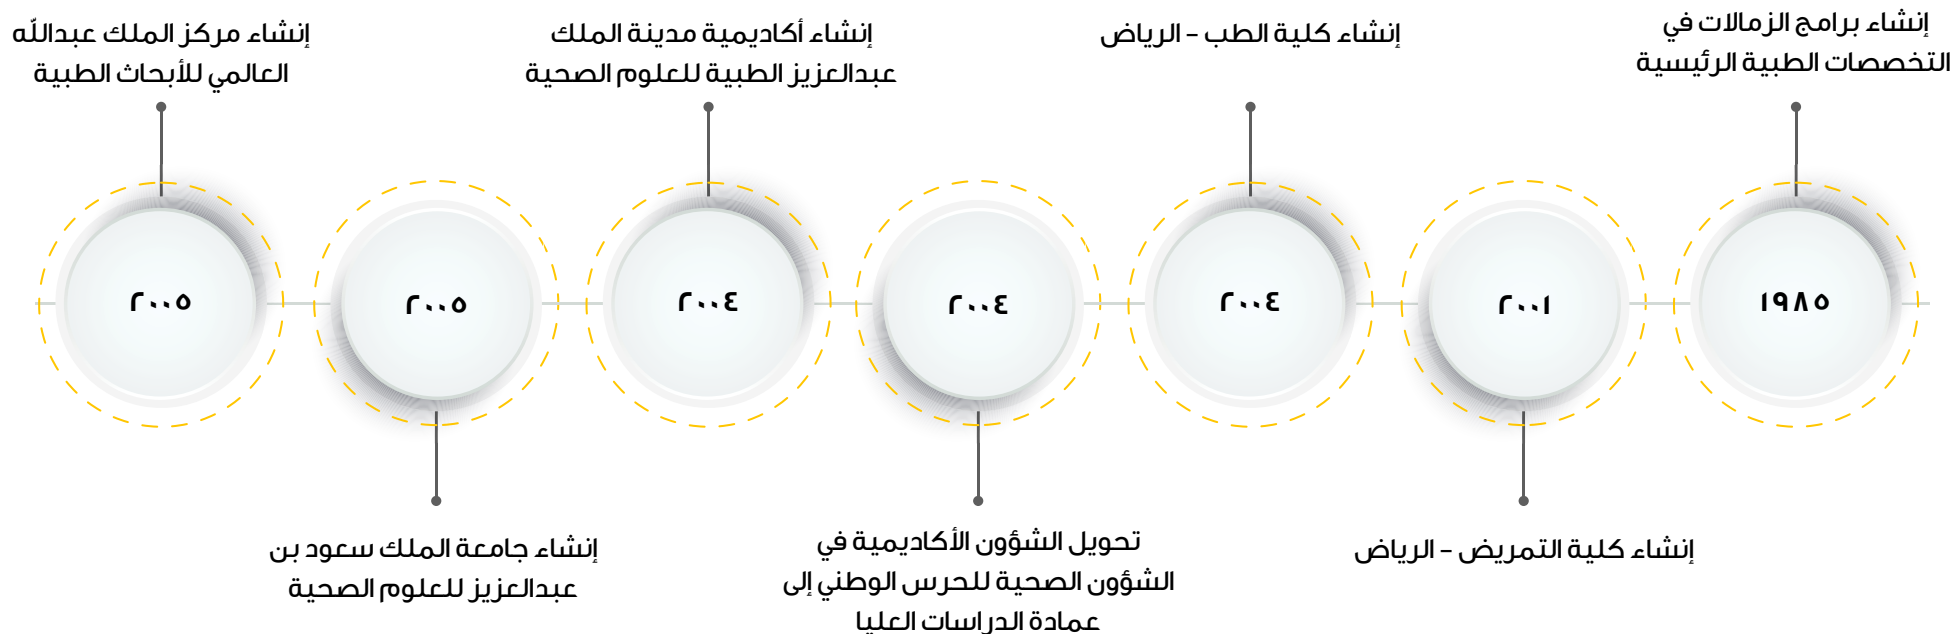 إنشاء برامج الزمالات في
التخصصات الطبية الرئيسية
١٩٨٥
٢٠٠١
إنشاء كلية التمريض - الرياض
إنشاء كلية الطب - الرياض
٢٠٠٤
٢٠٠٤
تحويل الشؤون الأكاديمية في
الشؤون الصحية للحرس الوطني إلى
عمادة الدراسات العليا
إنشاء أكاديمية مدينة الملك
عبدالعزيز الطبية للعلوم الصحية
٢٠٠٤
٢٠٠٥
إنشاء جامعة الملك سعود بن
عبدالعزيز للعلوم الصحية
إنشاء مركز الملك عبدالله
العالمي للأبحاث الطبية
٢٠٠٥